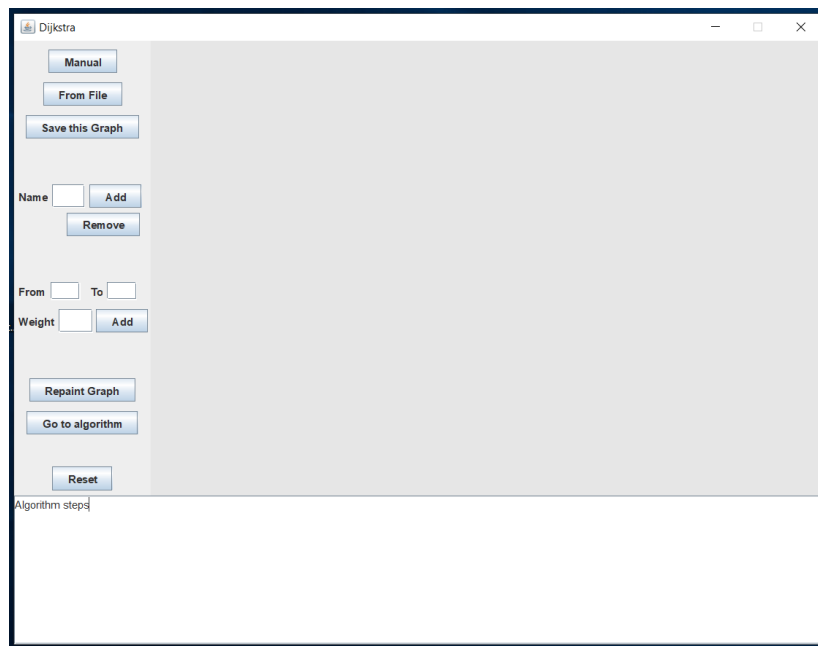 Dijkstra
Manual
From File
Save this Graph
Name Add
Remove
From To
Weight Add
Repaint Graph
Go to algorithm
Reset
Algorithm steps